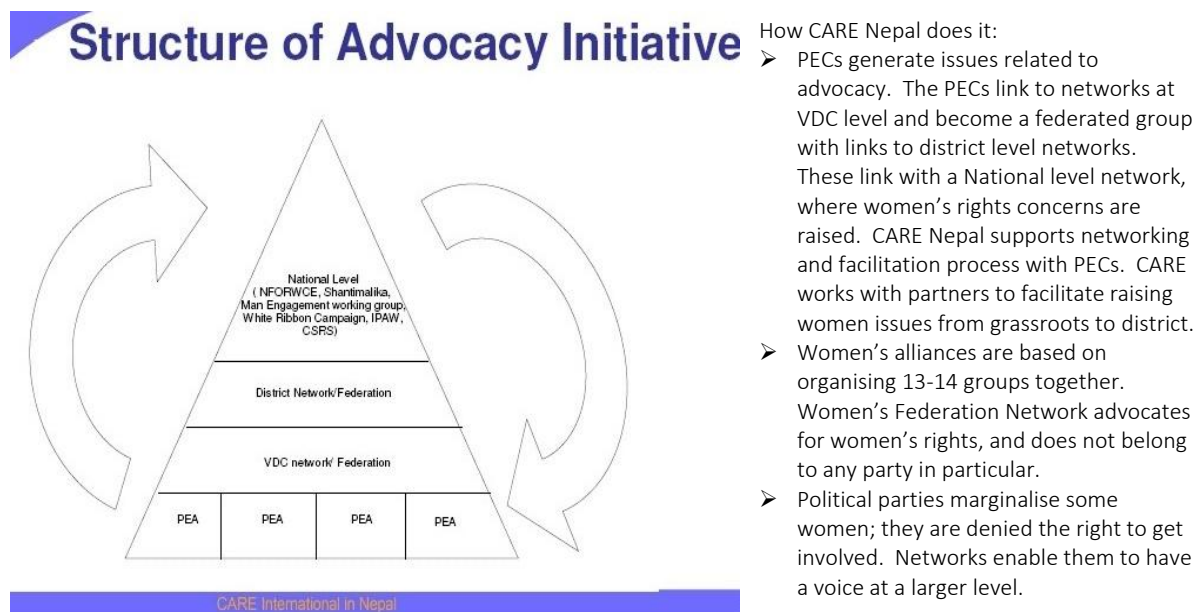 Structure of Advocacy Initiative
National Level
( NFORWCE, Shantimalika,
Man Engagement working group,
White Ribbon Campaign, IPAW,
CSRS)
District Network/Federation
VDC network/ Federation
PEA PEA PEA PEA
CARE International in Nepal
How CARE Nepal does it:
➢ PECs generate issues related to
advocacy. The PECs link to networks at
VDC level and become a federated group
with links to district level networks.
These link with a National level network,
where women’s rights concerns are
raised. CARE Nepal supports networking
and facilitation process with PECs. CARE
works with partners to facilitate raising
women issues from grassroots to district.
➢ Women’s alliances are based on
organising 13-14 groups together.
Women’s Federation Network advocates
for women’s rights, and does not belong
to any party in particular.
➢ Political parties marginalise some
women; they are denied the right to get
involved. Networks enable them to have
a voice at a larger level.